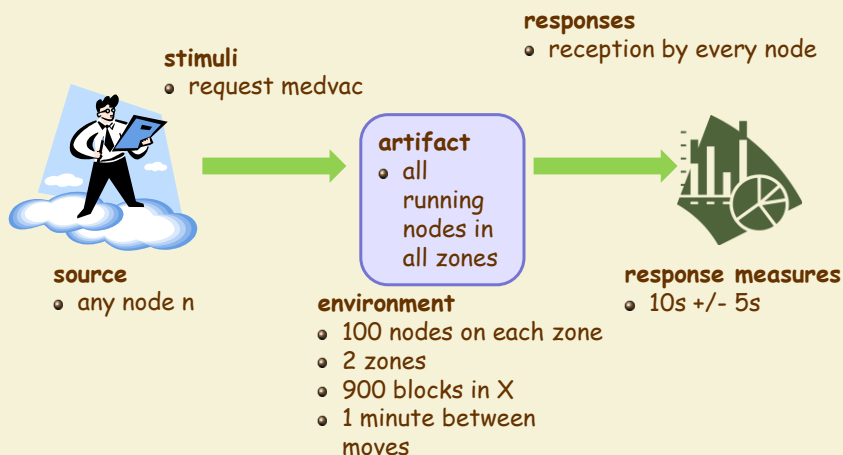 stimuli
request medvac
responses
reception by every node
artifact
all
running
nodes in
all zones
source
any node n
environment
100 nodes on each zone
2 zones
900 blocks in X
1 minute between
moves
response measures
10s +/- 5s